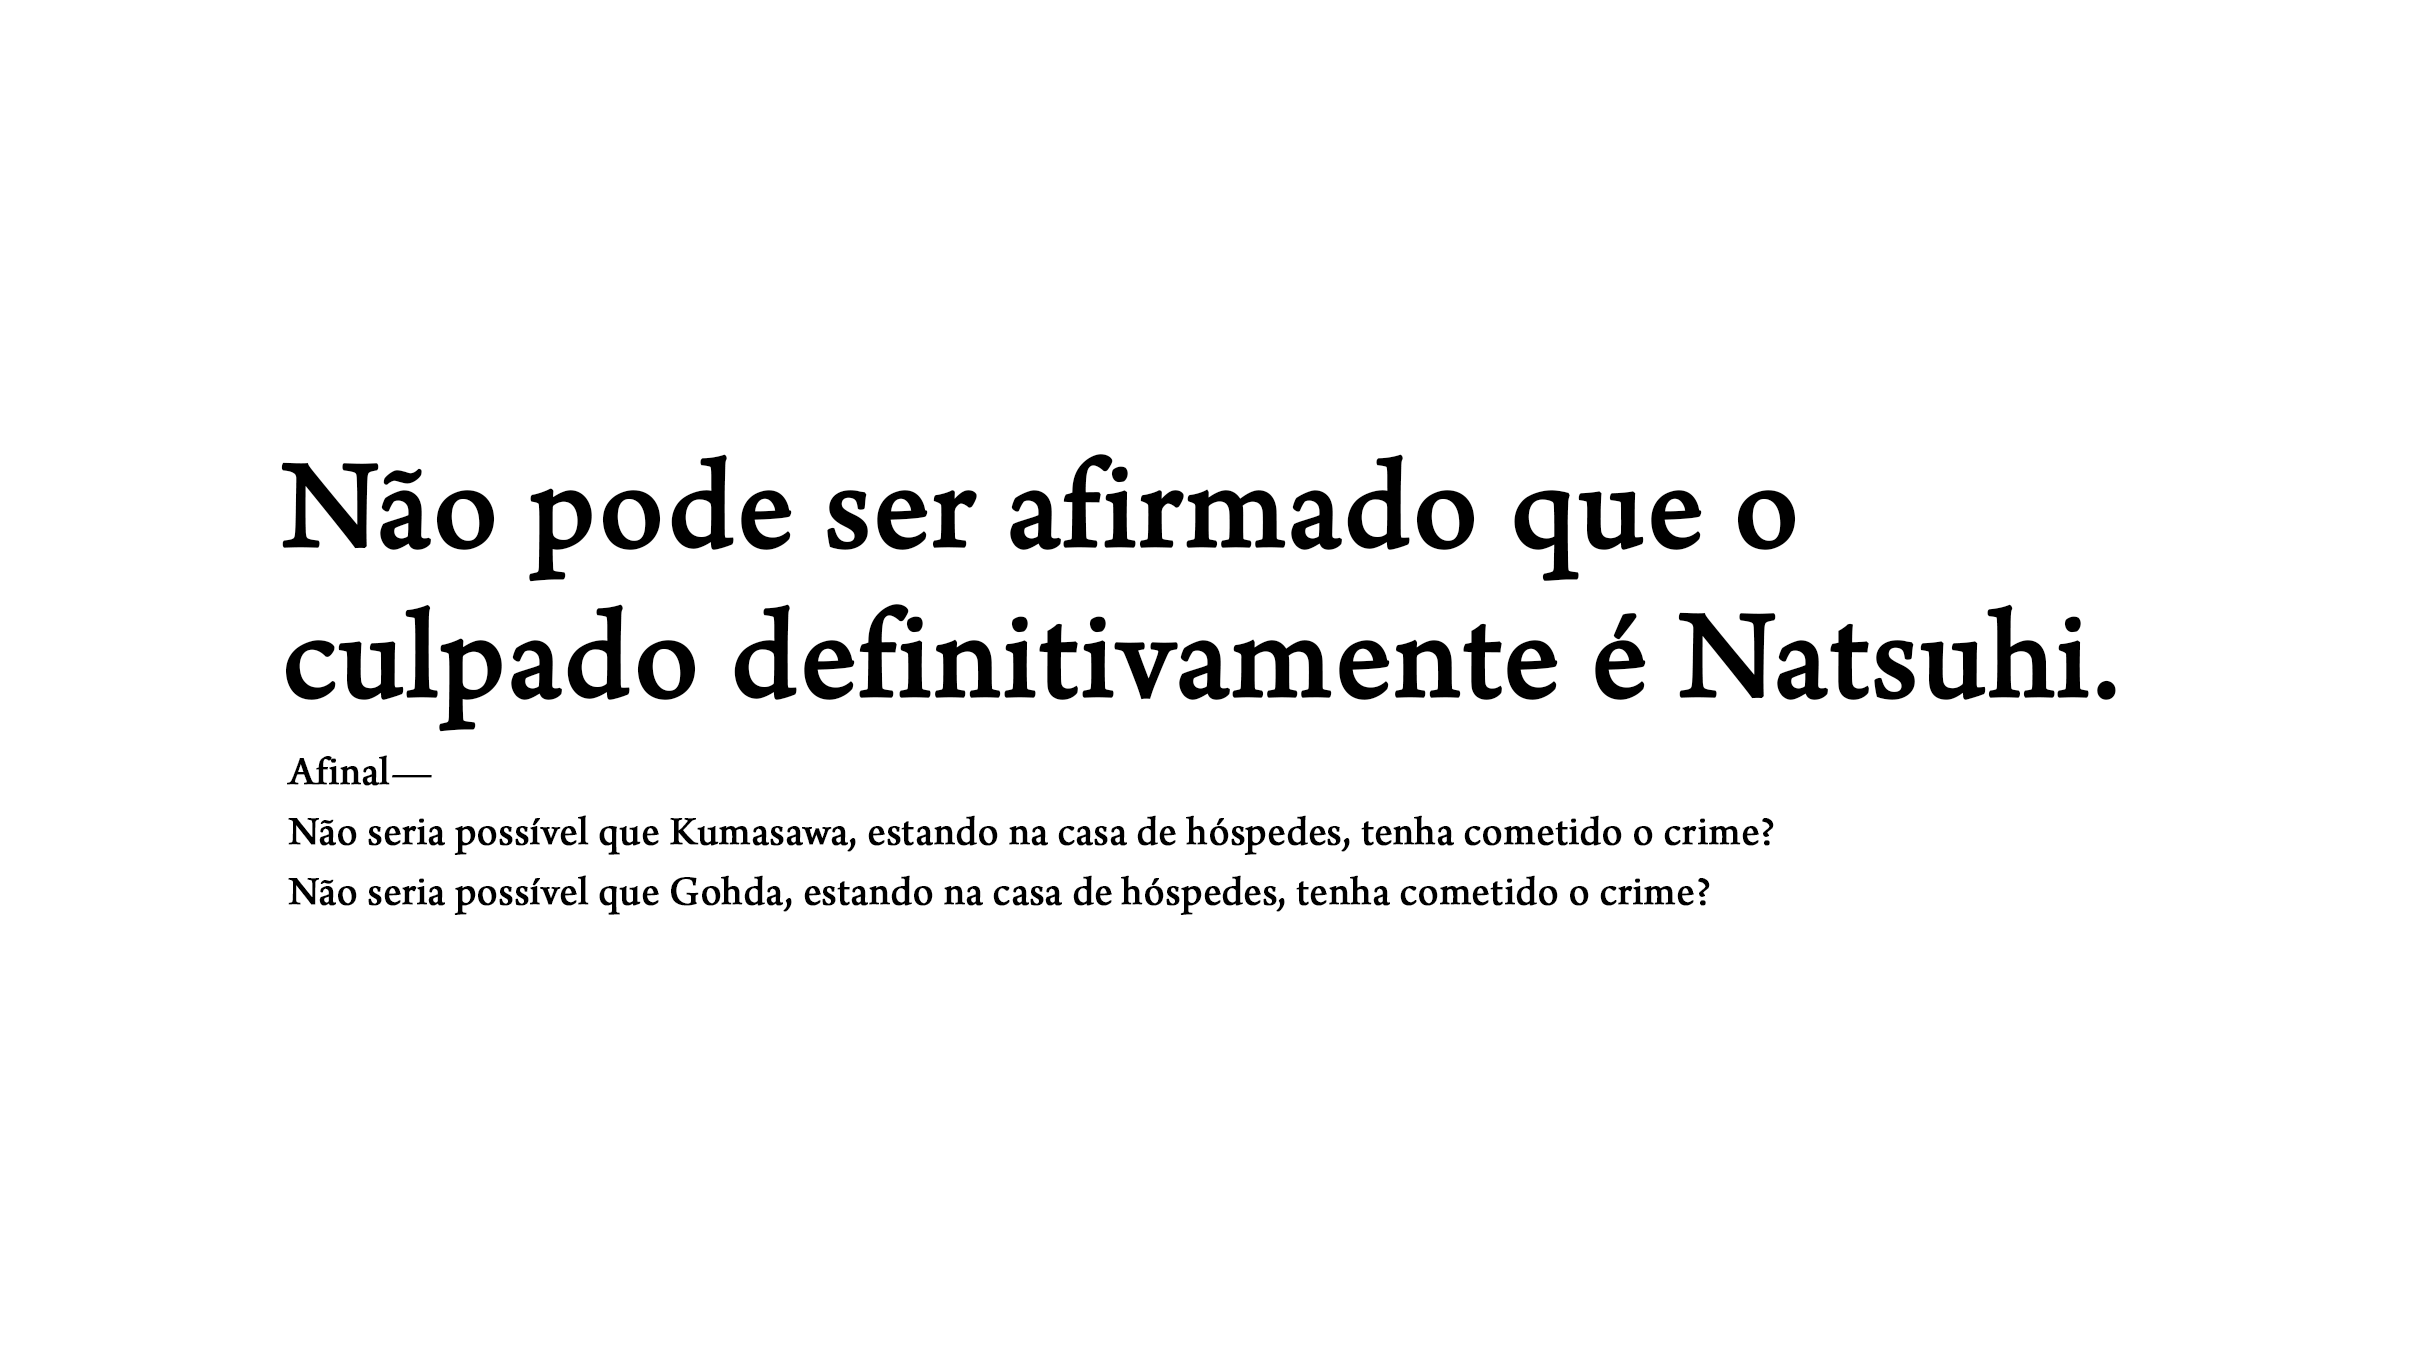 Não pode ser afirmado que o
culpado definitivamente é Natsuhi.
Afinal—
Não seria possível que Kumasawa, estando na casa de hóspedes, tenha cometido o crime?
Não seria possível que Gohda, estando na casa de hóspedes, tenha cometido o crime?